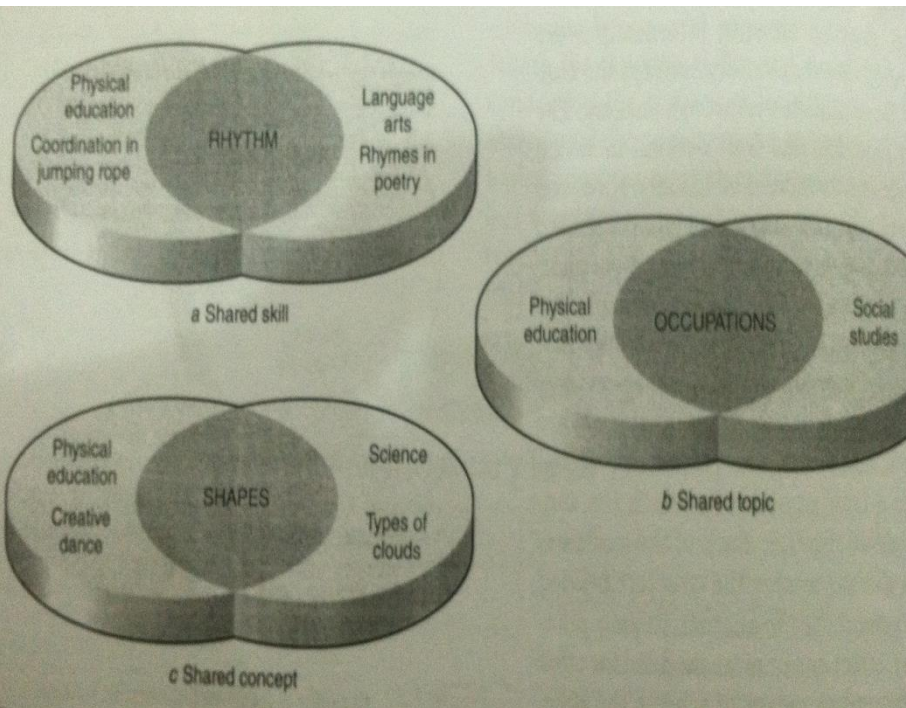 Physical
education
Coordination in
jumping rope
RHYTHM
Language
arts
Rhymes in
poetry
a Shared skill
Physical
education
OCCUPATIONS
Social
studies
b Shared topic
Physical
education
Creative
dance
SHAPES
Science
Types of
clouds
c Shared concept